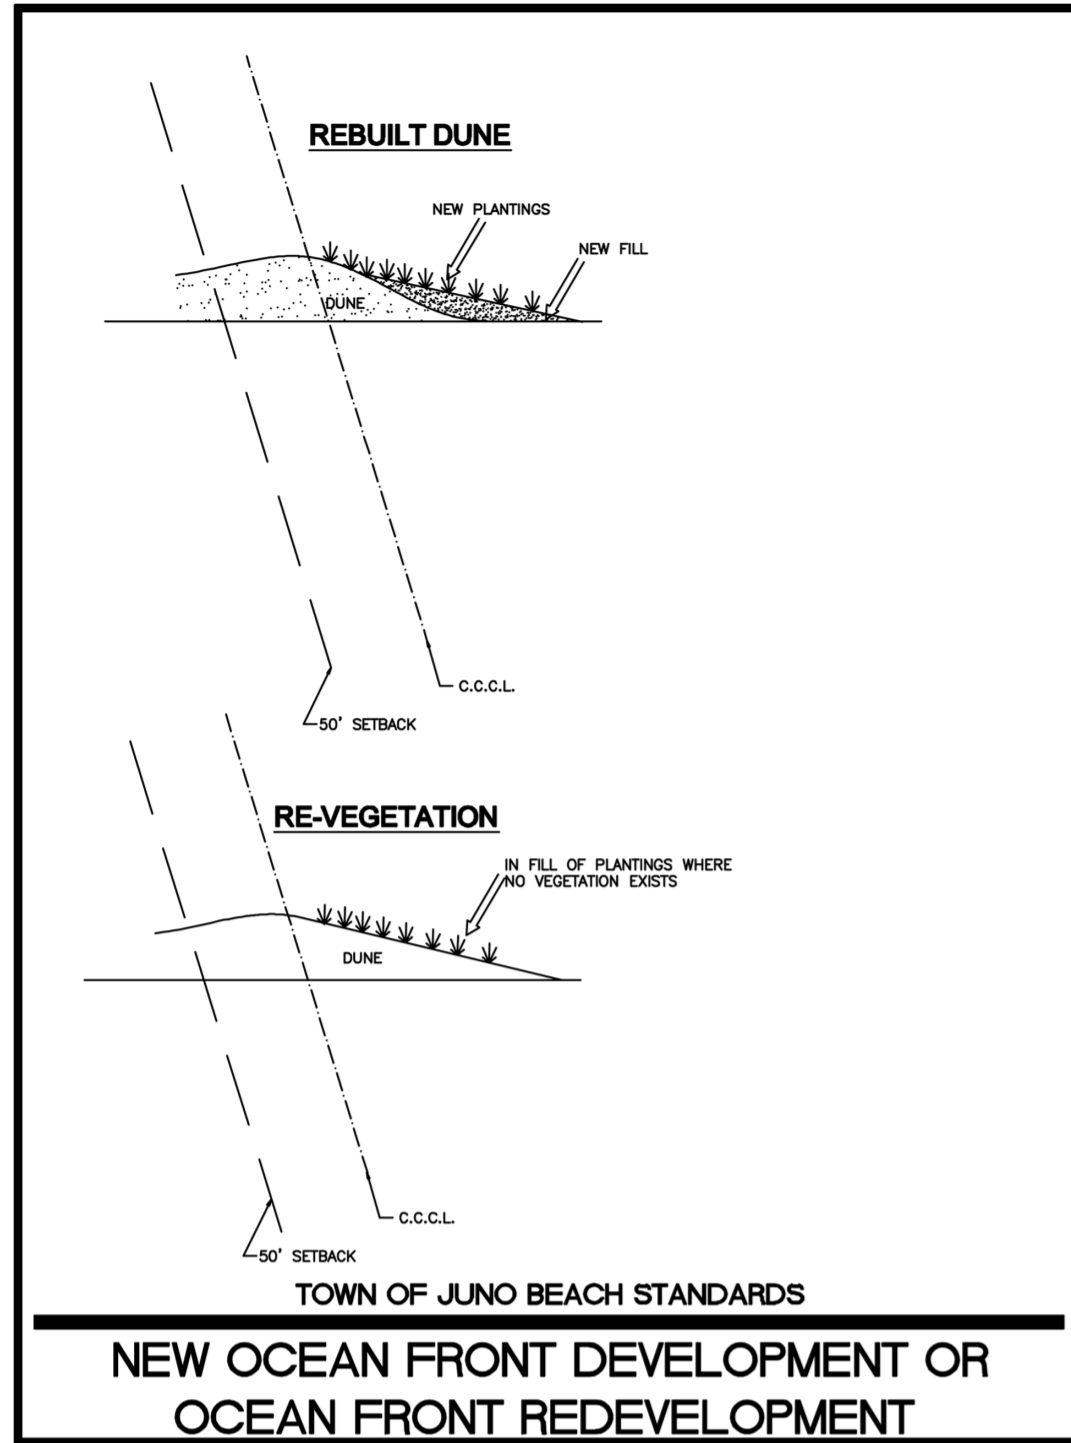 REBUILT DUNE
NEW PLANTINGS
NEW FILL
DUNE
C.C.C.L.
50' SETBACK
RE-VEGETATION
IN FILL OF PLANTINGS WHERE
NO VEGETATION EXISTS
DUNE
C.C.C.L.
50' SETBACK
TOWN OF JUNO BEACH STANDARDS
NEW OCEAN FRONT DEVELOPMENT OR
OCEAN FRONT REDEVELOPMENT